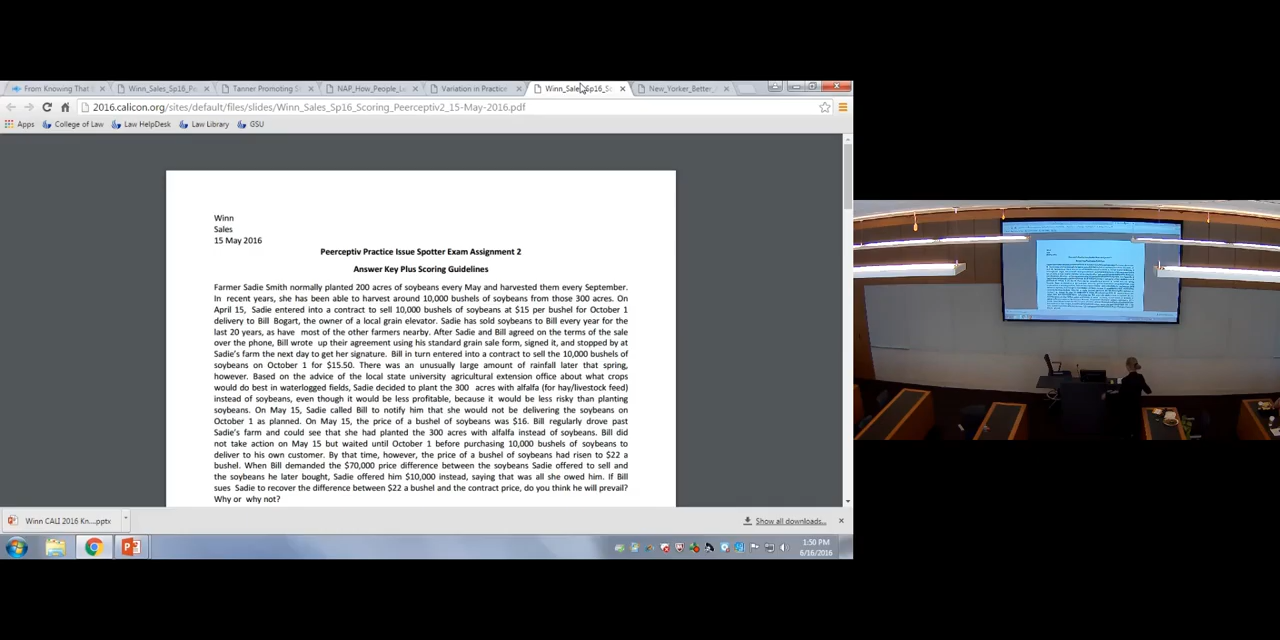 From Knowing That
Winn_Sales_Sp16_Pe
Tanner Promoting S
NAP_How_People_Le
Variation in Practice
Winn_Sales_Sp16_Sc
New_Yorker_Better_
2016.calicon.org/sites/default/files/slides/Winn_Sales_Sp16_Scoring_Peerceptiv2_15-May-2016.pdf
Apps College of Law Law HelpDesk Law Library GSU
Winn
Sales
15 May 2016
Peerceptiv Practice Issue Spotter Exam Assignment 2
Answer Key Plus Scoring Guidelines
Farmer Sadie Smith normally planted 200 acres of soybeans every May and harvested them every September.
In recent years, she has been able to harvest around 10,000 bushels of soybeans from those 300 acres. On
April 15, Sadie entered into a contract to sell 10,000 bushels of soybeans at $15 per bushel for October 1
delivery to Bill Bogart, the owner of a local grain elevator. Sadie has sold soybeans to Bill every year for the
last 20 years, as have most of the other farmers nearby. After Sadie and Bill agreed on the terms of the sale
over the phone, Bill wrote up their agreement using his standard grain sale form, signed it, and stopped by at
Sadie's farm the next day to get her signature. Bill in turn entered into a contract to sell the 10,000 bushels of
soybeans on October 1 for $15.50. There was an unusually large amount of rainfall later that spring,
however. Based on the advice of the local state university agricultural extension office about what crops
would do best in waterlogged fields, Sadie decided to plant the 300 acres with alfalfa (for hay/livestock feed)
instead of soybeans, even though it would be less profitable, because it would be less risky than planting
soybeans. On May 15, Sadie called Bill to notify him that she would not be delivering the soybeans on
October 1 as planned. On May 15, the price of a bushel of soybeans was $16. Bill regularly drove past
Sadie's farm and could see that she had planted the 300 acres with alfalfa instead of soybeans. Bill did
not take action on May 15 but waited until October 1 before purchasing 10,000 bushels of soybeans to
deliver to his own customer. By that time, however, the price of a bushel of soybeans had risen to $22 a
bushel. When Bill demanded the $70,000 price difference between the soybeans Sadie offered to sell and
the soybeans he later bought, Sadie offered him $10,000 instead, saying that was all she owed him. If Bill
sues Sadie to recover the difference between $22 a bushel and the contract price, do you think he will prevail?
Why or why not?
Winn CALI 2016 Kn....pptx
Show all downloads...
1:50 PM
6/16/2016